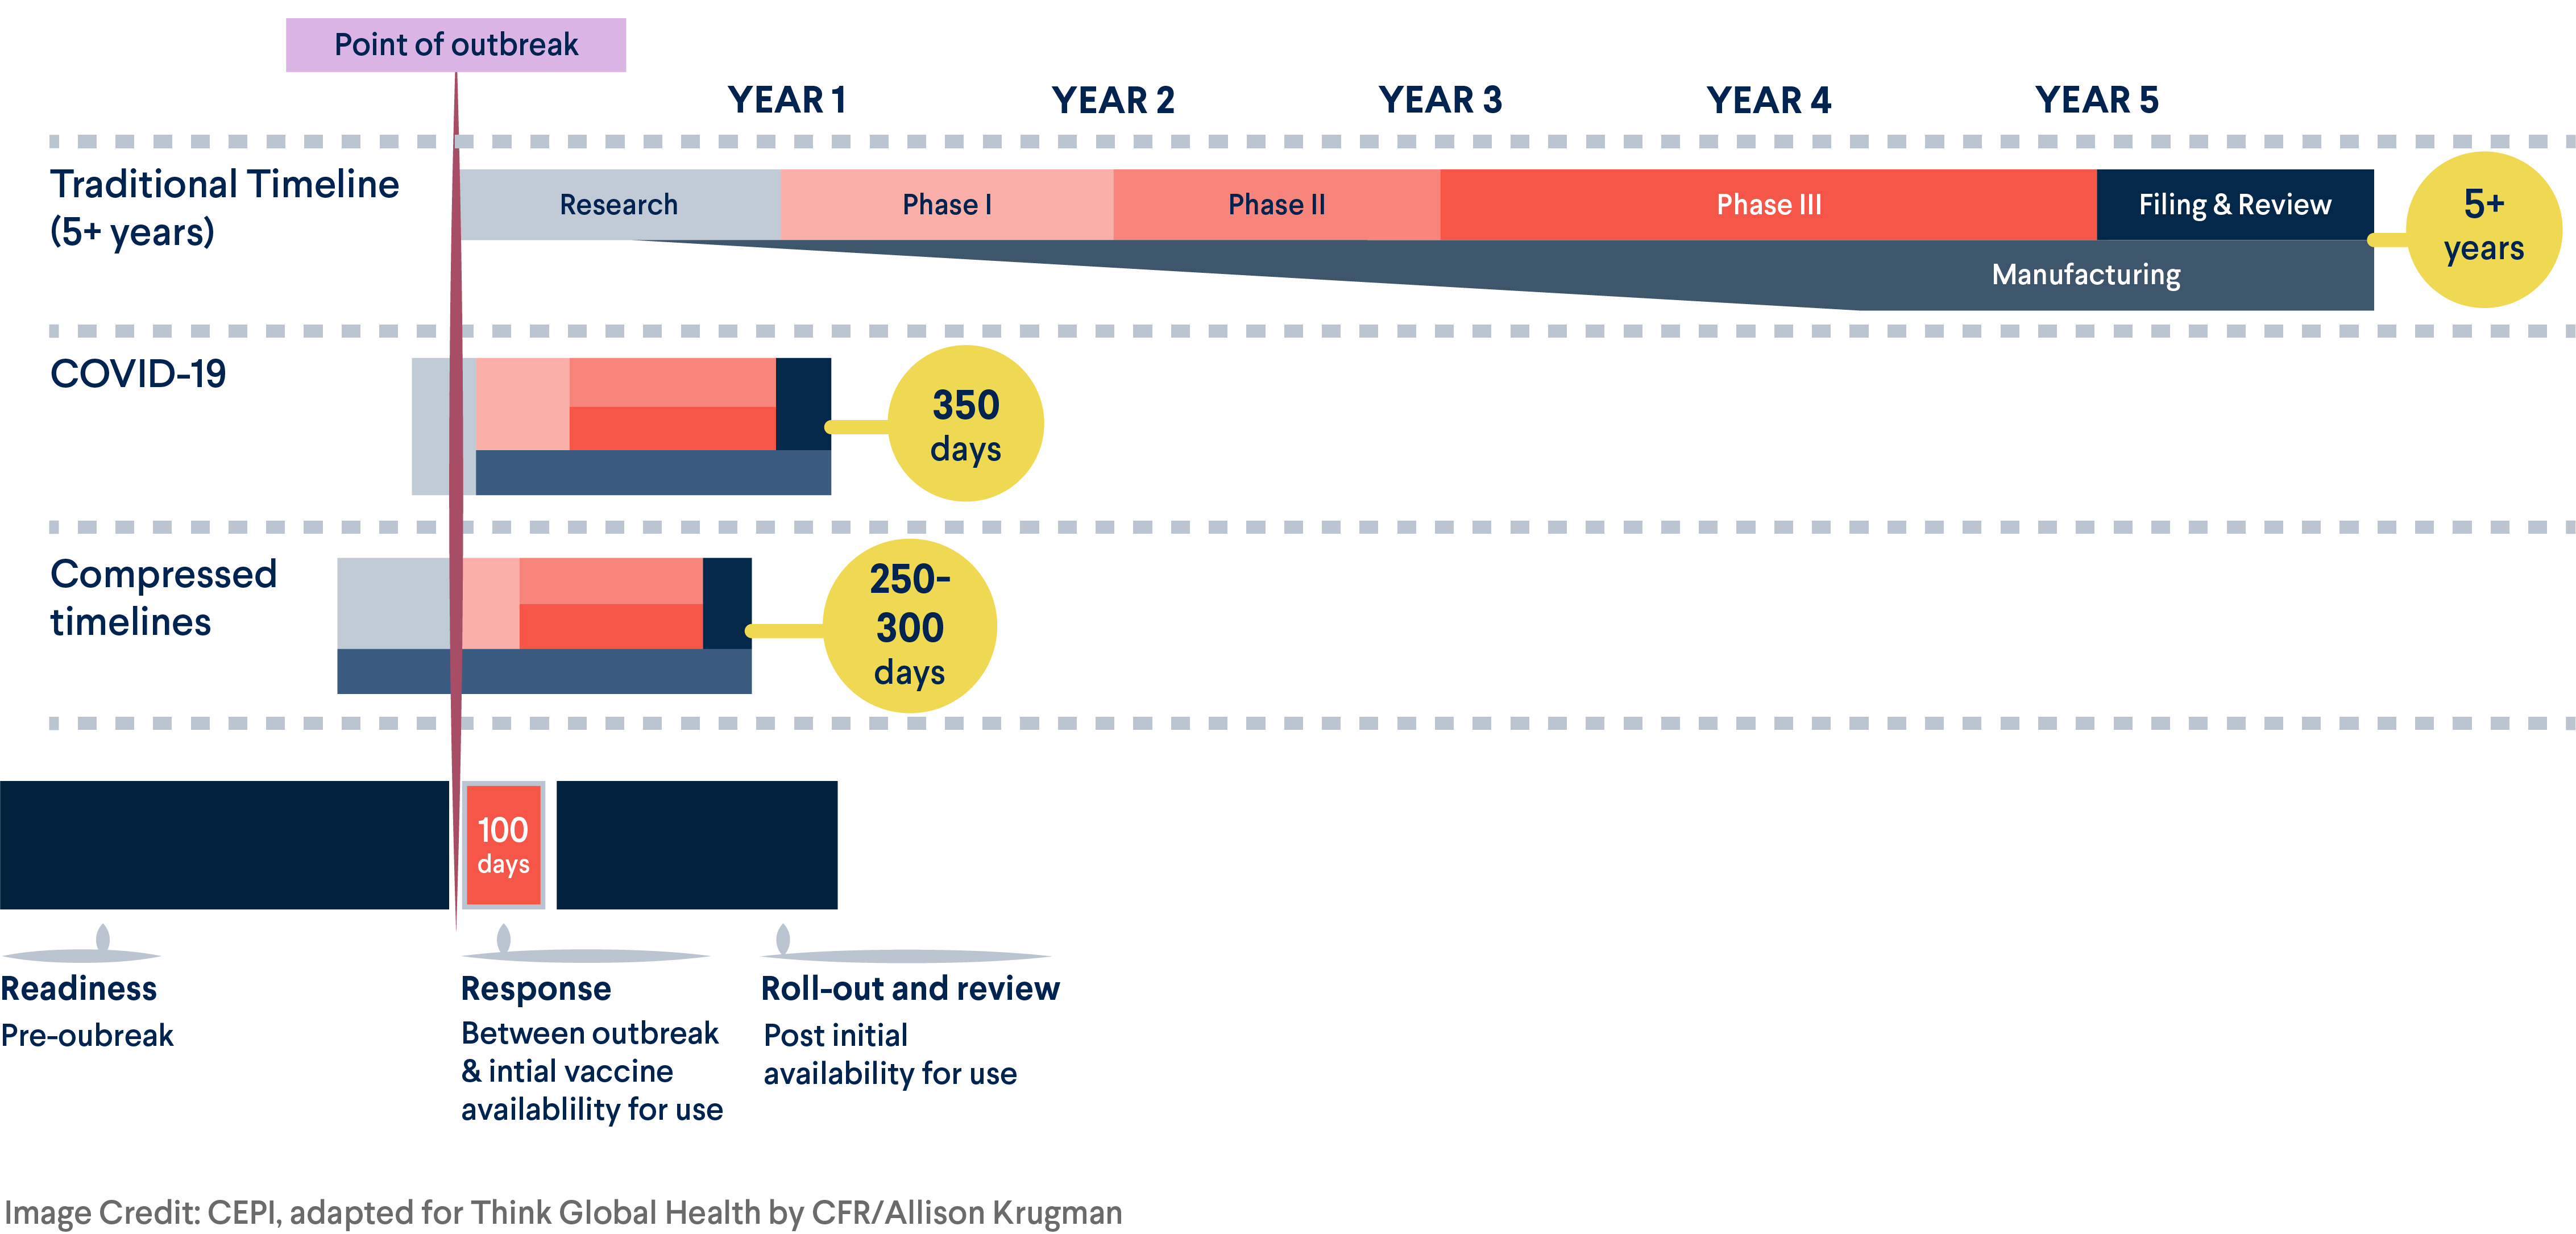 Point of outbreak
YEAR 1 YEAR 2 YEAR 3 YEAR 4 YEAR 5
Traditional Timeline
(5+ years)
Research Phase I Phase II Phase III Filing & Review
Manufacturing
5+
years
COVID-19
350
days
Compressed
timelines
250-
300
days
100
days
Readiness
Pre-oubreak
Response
Between outbreak
& intial vaccine
availablility for use
Roll-out and review
Post initial
availability for use
Image Credit: CEPI, adapted for Think Global Health by CFR/Allison Krugman